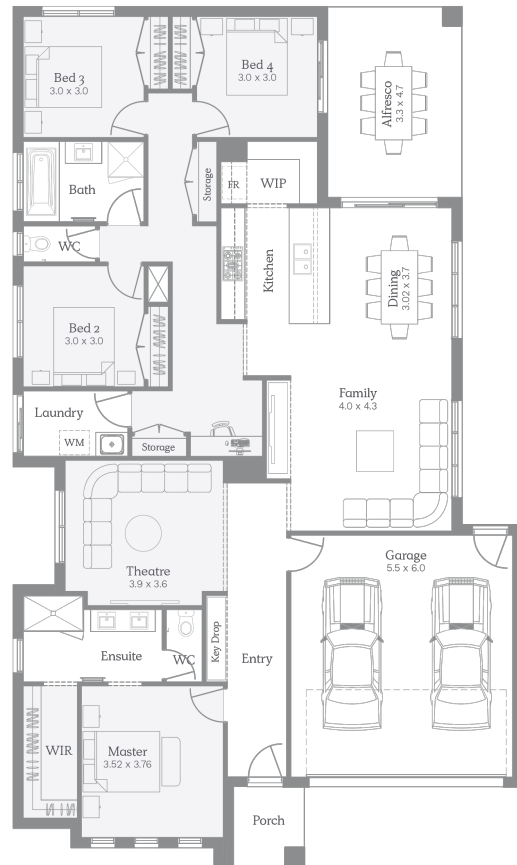 Bed 3
3.0 x 3.0
Bed 4
3.0 x 3.0
Alfresco
3.3 x 4.7
Bath
Storage
FR
WIP
WC
Kitchen
Dining
3.02 x 3.7
Bed 2
3.0 x 3.0
Family
4.0 x 4.3
Laundry
WM
Storage
Theatre
3.9 x 3.6
Garage
5.5 x 6.0
Ensuite
WC
Key Drop
Entry
WIR
Master
3.52 x 3.76
Porch